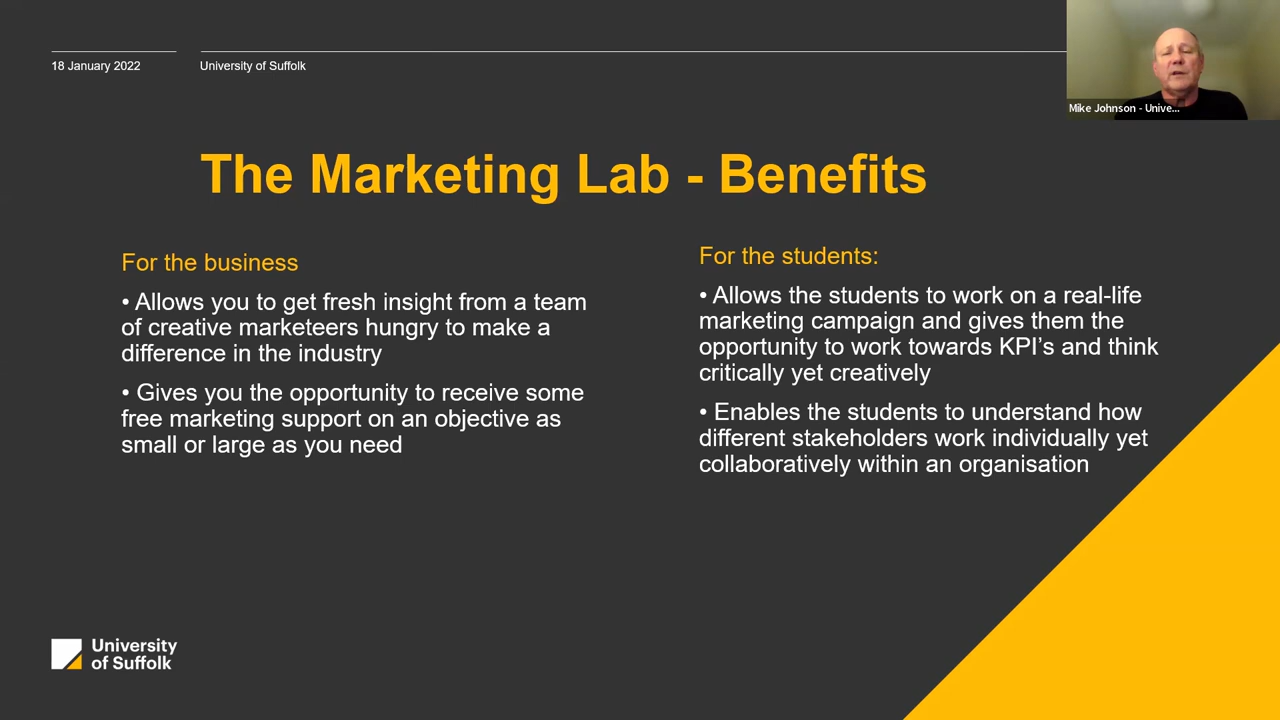 18 January 2022
University of Suffolk
Mike Johnson - Unive...
The Marketing Lab - Benefits
For the business
• Allows you to get fresh insight from a team
of creative marketeers hungry to make a
difference in the industry
• Gives you the opportunity to receive some
free marketing support on an objective as
small or large as you need
For the students:
• Allows the students to work on a real-life
marketing campaign and gives them the
opportunity to work towards KPI’s and think
critically yet creatively
• Enables the students to understand how
different stakeholders work individually yet
collaboratively within an organisation
University
of Suffolk